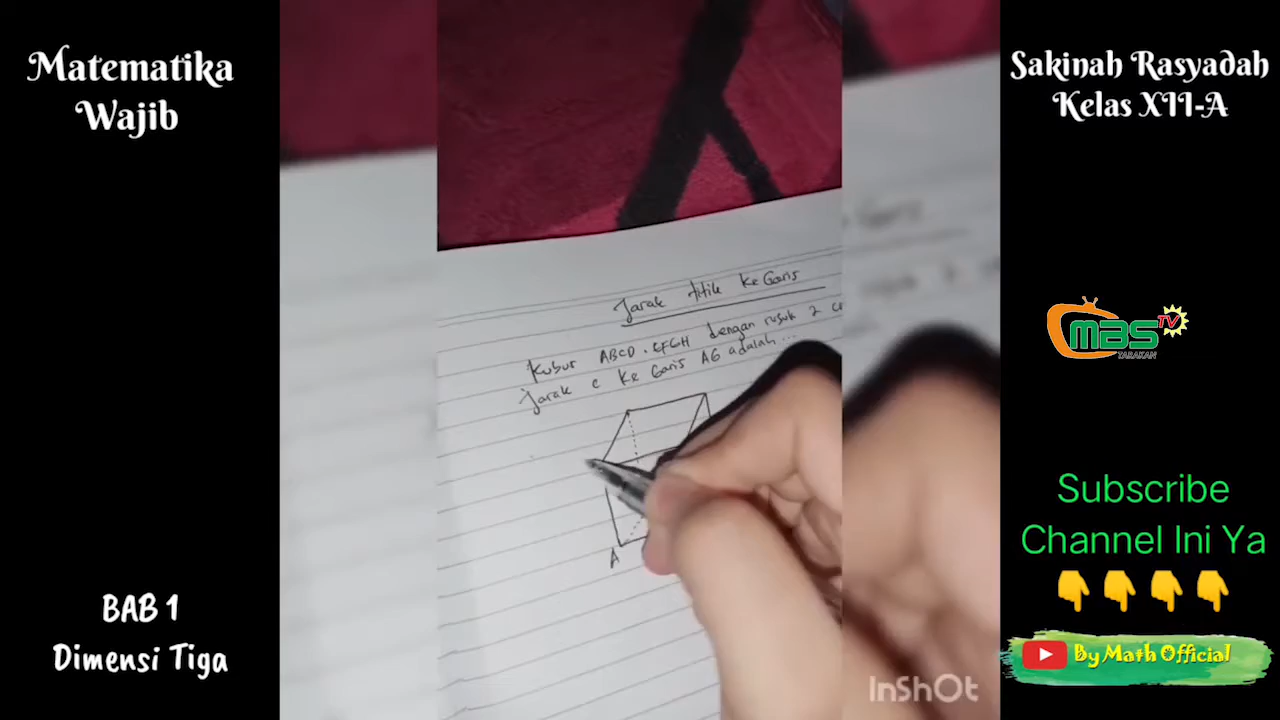 Matematika
Wajib
Sakinah Rasyadah
Kelas XII-A
Jarak titik ke Garis
Kubus ABCD.EFGH dengan rusuk 2
Jarak C ke Garis AG adalah...
A
mas TV
TARAKAN
Subscribe
Channel Ini Ya
By Math Official
BAB 1
Dimensi Tiga
InShOt